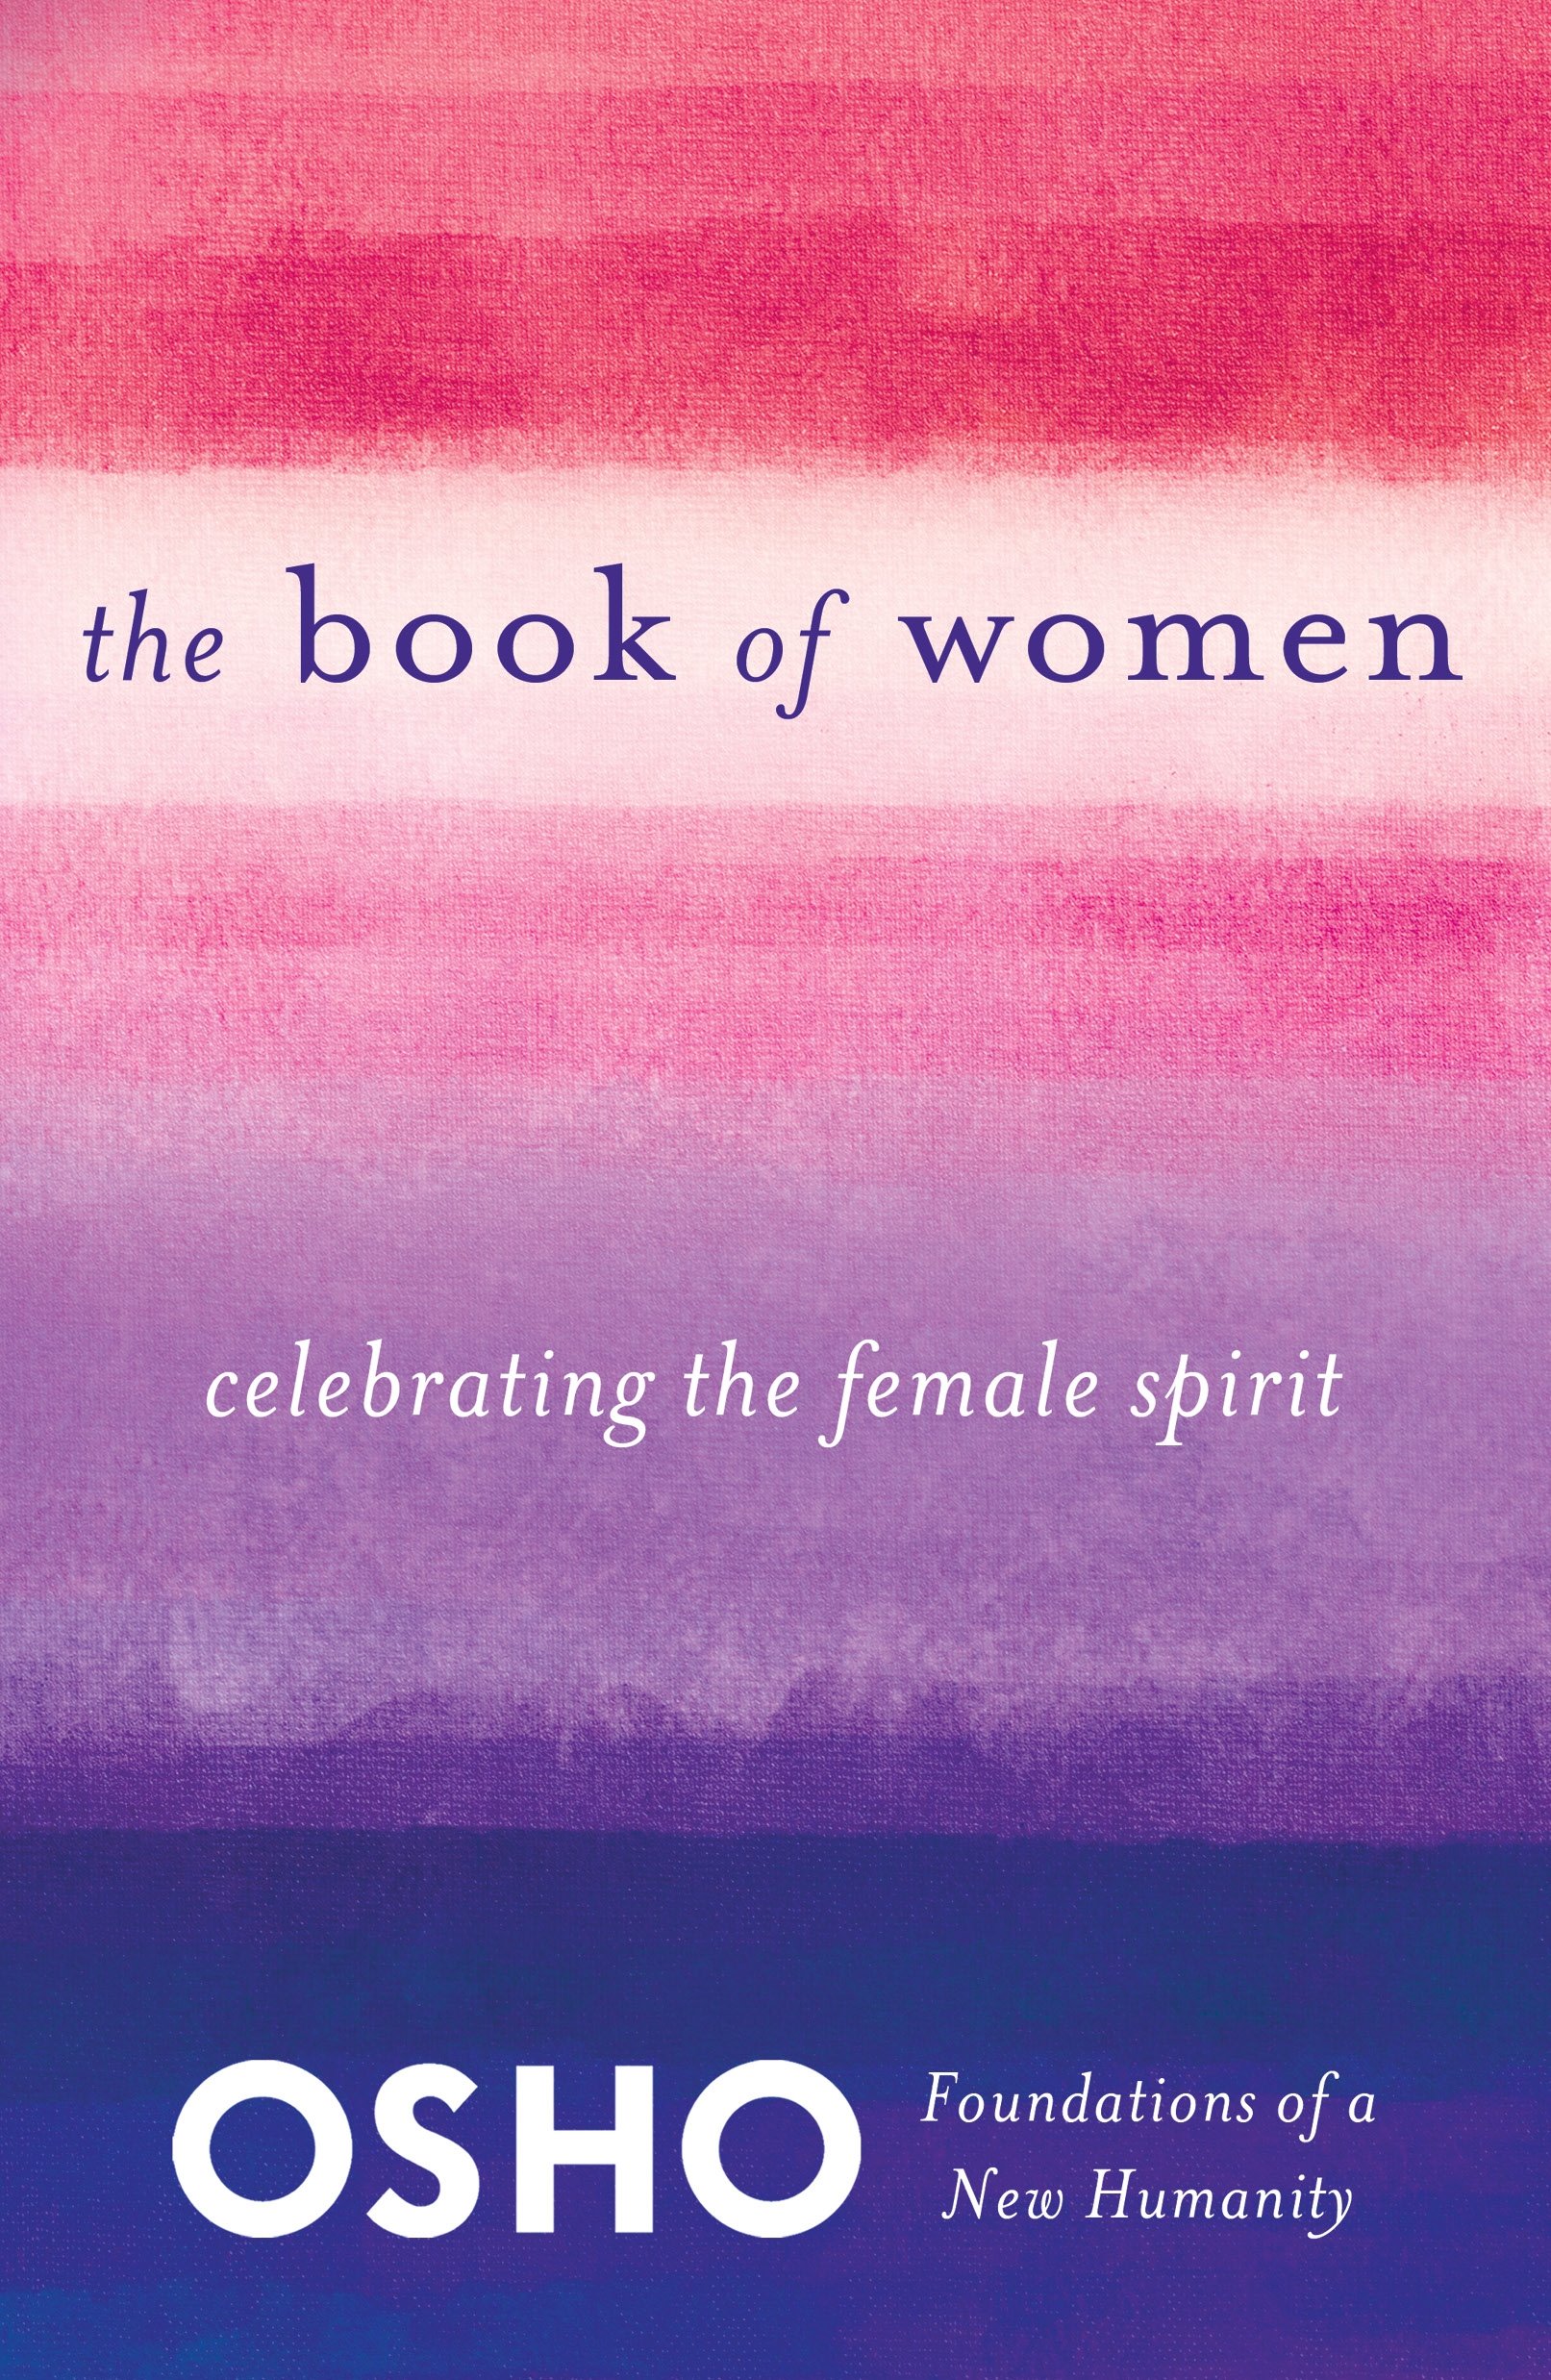 the book of women
celebrating the female spirit
OSHO
Foundations of a
New Humanity